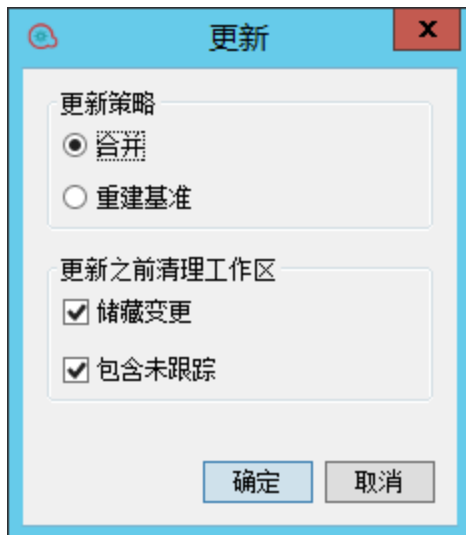 更新
更新策略
合并
重建基准
更新之前清理工作区
储藏变更
包含未跟踪
确定
取消